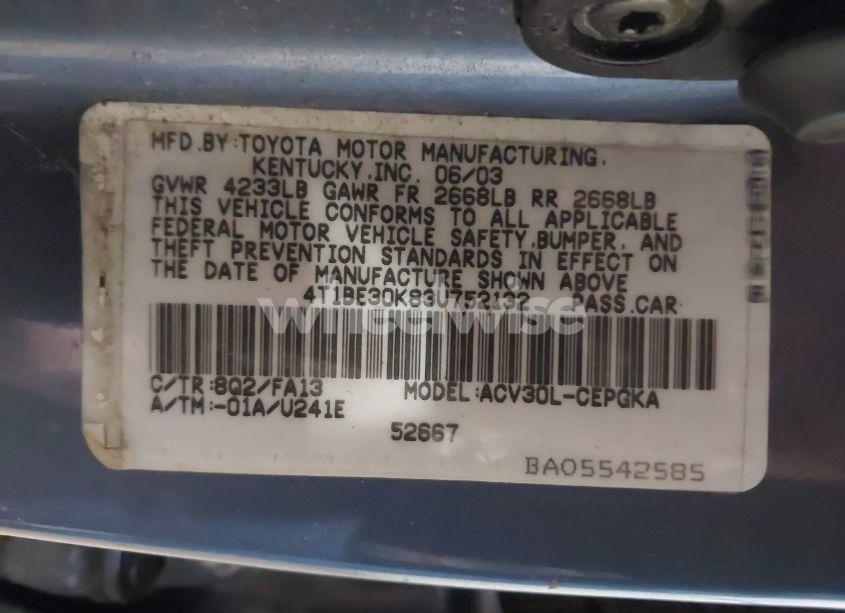 MFD.BY:TOYOTA MOTOR MANUFACTURING.
KENTUCKY.INC. 06/03
GVWR 4233LB GAWR FR 2668LB RR 2668LB
THIS VEHICLE CONFORMS TO ALL APPLICABLE
FEDERAL MOTOR VEHICLE SAFETY,BUMPER, AND
THEFT PREVENTION STANDARDS IN EFFECT ON
THE DATE OF MANUFACTURE SHOWN ABOVE
4T1BE30K83U752132 PASS.CAR
wheelwise
C/TR:8Q2/FA13 MODEL:ACV30L-CEPGKA
A/TM:-01A/U241E
52667
BA05542585